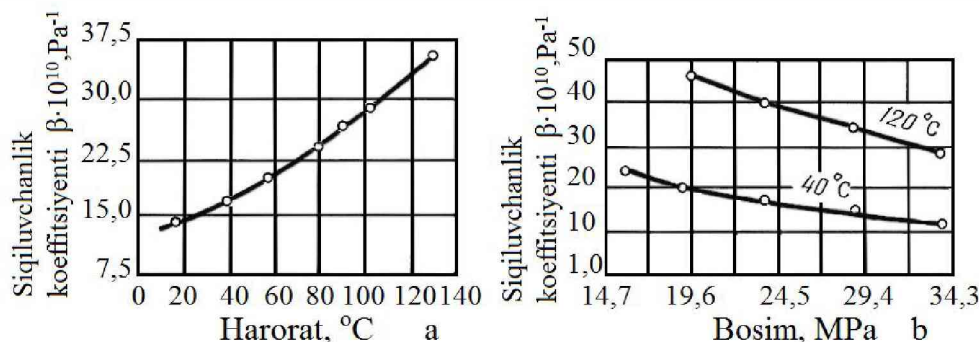 Siqiluvchanlik
koeffitsiyenti β·10¹⁰,Pa⁻¹
37,5
30,0
22,5
15,0
7,5
0 20 40 60 80 100 120 140
Harorat, °C a
Siqiluvchanlik
koeffitsiyenti β·10¹⁰,Pa⁻¹
50
40
30
20
10
1,0
120 °C
40 °C
14,7 19,6 24,5 29,4 34,3
Bosim, MPa b